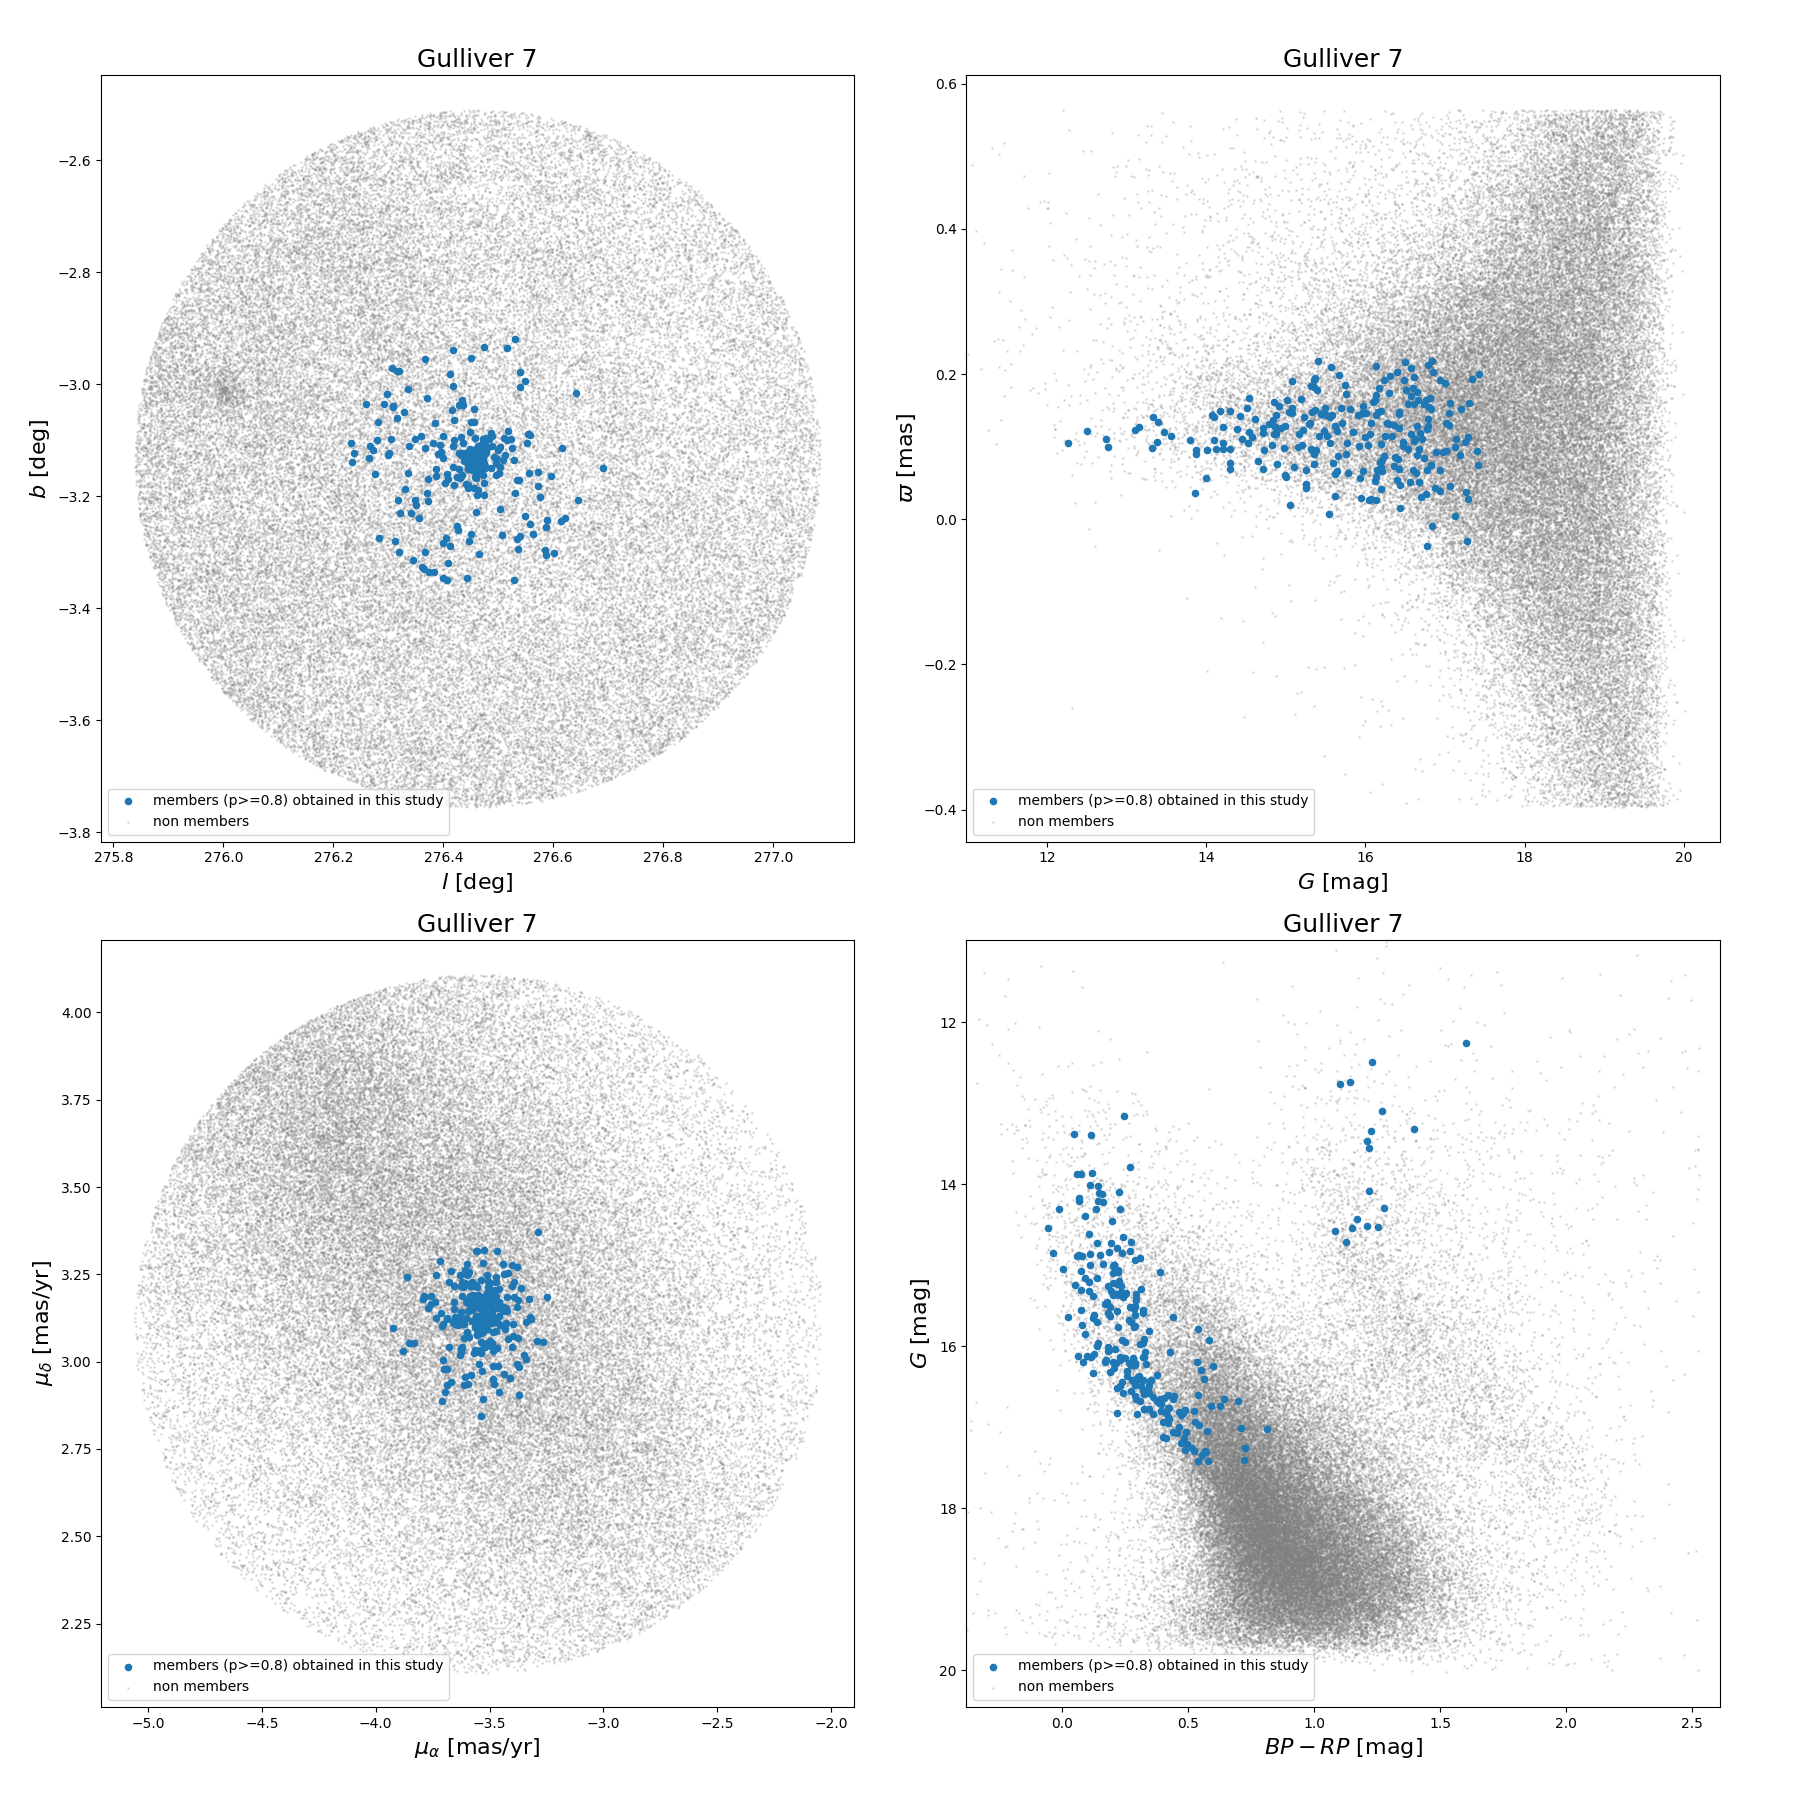 Gulliver 7
−2.6
−2.8
−3.0
−3.2
−3.4
−3.6
−3.8
b [deg]
members (p>=0.8) obtained in this study
non members
275.8 276.0 276.2 276.4 276.6 276.8 277.0
l [deg]
Gulliver 7
0.6
0.4
0.2
0.0
−0.2
−0.4
ϖ [mas]
members (p>=0.8) obtained in this study
non members
12 14 16 18 20
G [mag]
Gulliver 7
4.00
3.75
3.50
3.25
3.00
2.75
2.50
2.25
μδ [mas/yr]
members (p>=0.8) obtained in this study
non members
−5.0 −4.5 −4.0 −3.5 −3.0 −2.5 −2.0
μα [mas/yr]
Gulliver 7
12
14
16
18
20
G [mag]
members (p>=0.8) obtained in this study
non members
0.0 0.5 1.0 1.5 2.0 2.5
BP − RP [mag]